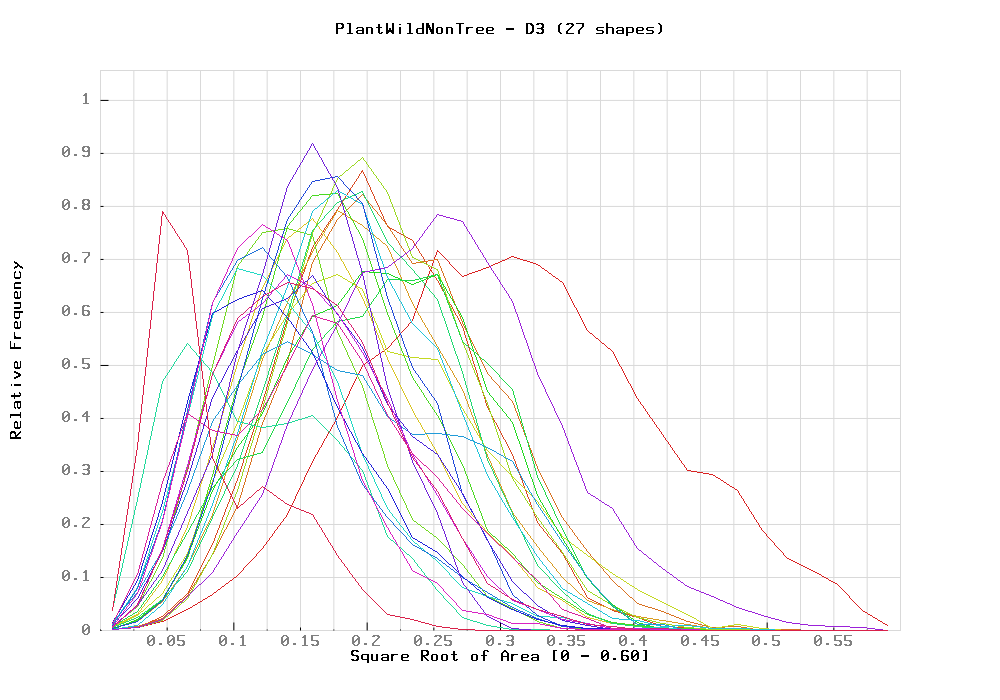 PlantWildNonTree - D3 (27 shapes)
1
0.9
0.8
0.7
0.6
0.5
0.4
0.3
0.2
0.1
0
Relative Frequency
0.05 0.1 0.15 0.2 0.25 0.3 0.35 0.4 0.45 0.5 0.55
Square Root of Area [0 - 0.60]